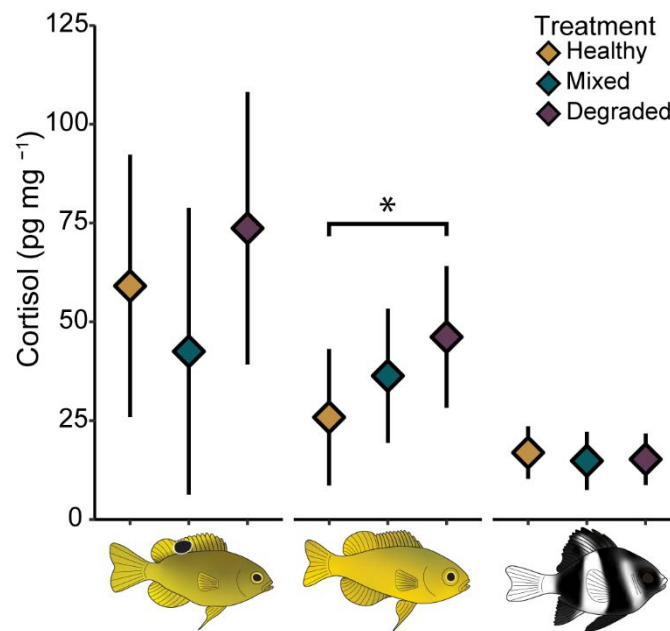 125
100
75
50
25
0
Cortisol (pg mg ⁻¹)
Treatment
Healthy
Mixed
Degraded
*